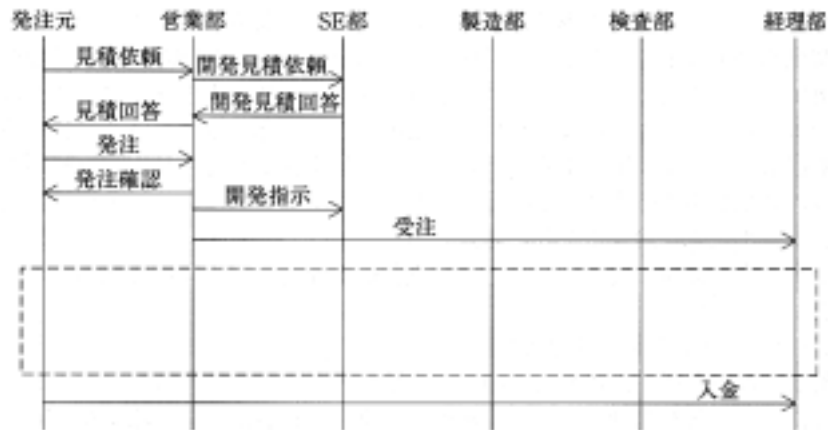 発注元 営業部 SE部 製造部 検査部 経理部
見積依頼
開発見積依頼
開発見積回答
見積回答
発注
発注確認
開発指示
受注
入金